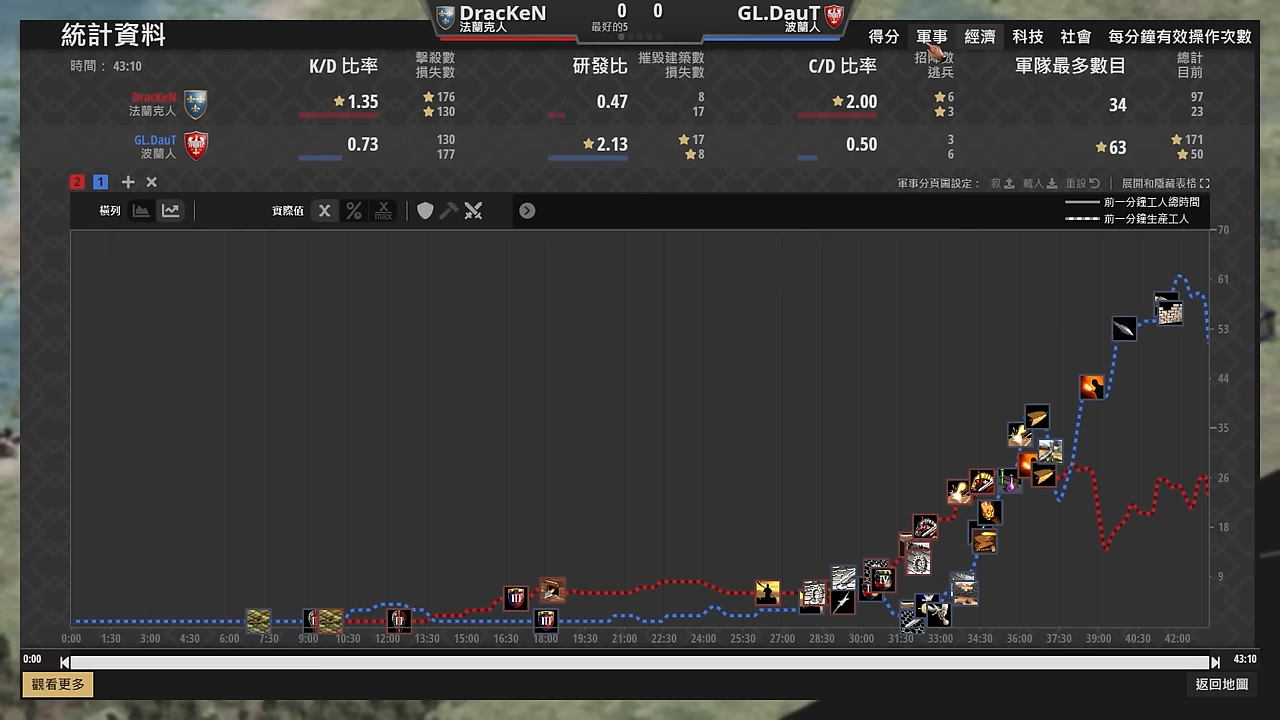 DracKeN
法蘭克人
0 0
最好的5
GL.DauT
波蘭人
統計資料
得分 軍事 經濟 科技 社會 每分鐘有效操作次數
時間： 43:10
K/D 比率
擊殺數
損失數
研發比
摧毀建築數
損失數
C/D 比率
逃兵
軍隊最多數目
總計
目前
DracKeN
法蘭克人
1.35
176
130
0.47
8
17
2.00
6
3
34
97
23
GL.DauT
波蘭人
0.73
130
177
2.13
17
8
0.50
3
6
63
171
50
2 1
軍事分頁圖設定： 載入 重設 展開和隱藏表格
橫列
實際值 X % X max
前一分鐘工人總時間
前一分鐘生產工人
70
61
53
44
35
26
18
9
0:00 1:30 3:00 4:30 6:00 7:30 9:00 10:30 12:00 13:30 15:00 16:30 18:00 19:30 21:00 22:30 24:00 25:30 27:00 28:30 30:00 31:30 33:00 34:30 36:00 37:30 39:00 40:30 42:00
0:00 43:10
觀看更多
返回地圖